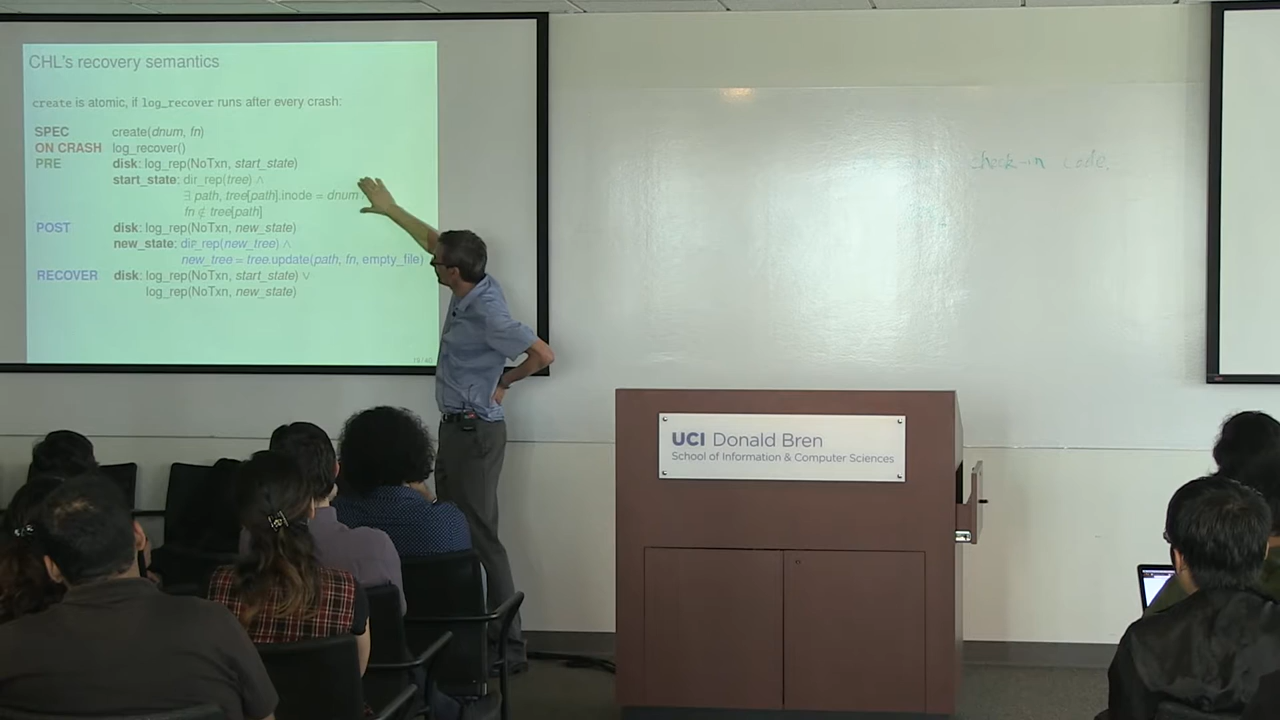 CHL's recovery semantics
create is atomic, if log_recover runs after every crash:
SPEC create(dnum, fn)
ON CRASH log_recover()
PRE disk: log_rep(NoTxn, start_state)
start_state: dir_rep(tree) ∧
∃ path, tree[path].inode = dnum
fn ∉ tree[path]
POST disk: log_rep(NoTxn, new_state)
new_state: dir_rep(new_tree) ∧
new_tree = tree.update(path, fn, empty_file)
RECOVER disk: log_rep(NoTxn, start_state) ∨
log_rep(NoTxn, new_state)
check-in code.
UCI Donald Bren
School of Information & Computer Sciences